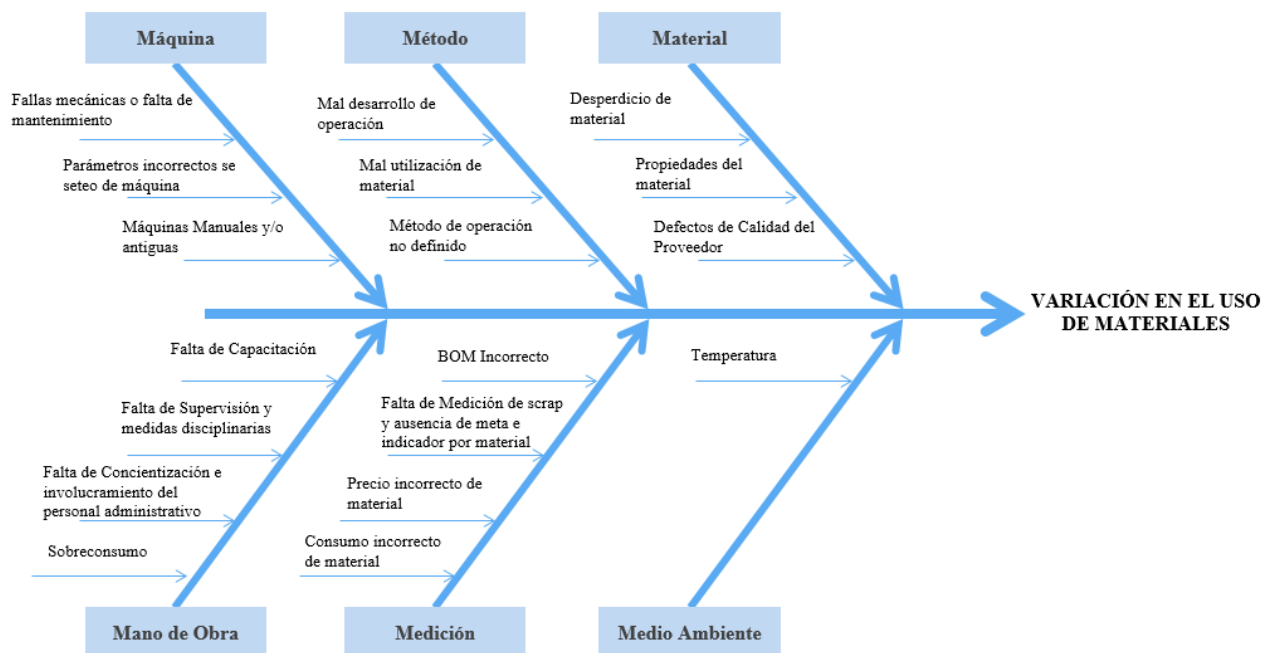 Máquina
Método
Material
Fallas mecánicas o falta de
mantenimiento
Parámetros incorrectos se
seteo de máquina
Máquinas Manuales y/o
antiguas
Mal desarrollo de
operación
Mal utilización de
material
Método de operación
no definido
Desperdicio de
material
Propiedades del
material
Defectos de Calidad del
Proveedor
VARIACIÓN EN EL USO
DE MATERIALES
Falta de Capacitación
Falta de Supervisión y
medidas disciplinarias
Falta de Concientización e
involucramiento del
personal administrativo
Sobreconsumo
BOM Incorrecto
Falta de Medición de scrap
y ausencia de meta e
indicador por material
Precio incorrecto de
material
Consumo incorrecto
de material
Temperatura
Mano de Obra
Medición
Medio Ambiente